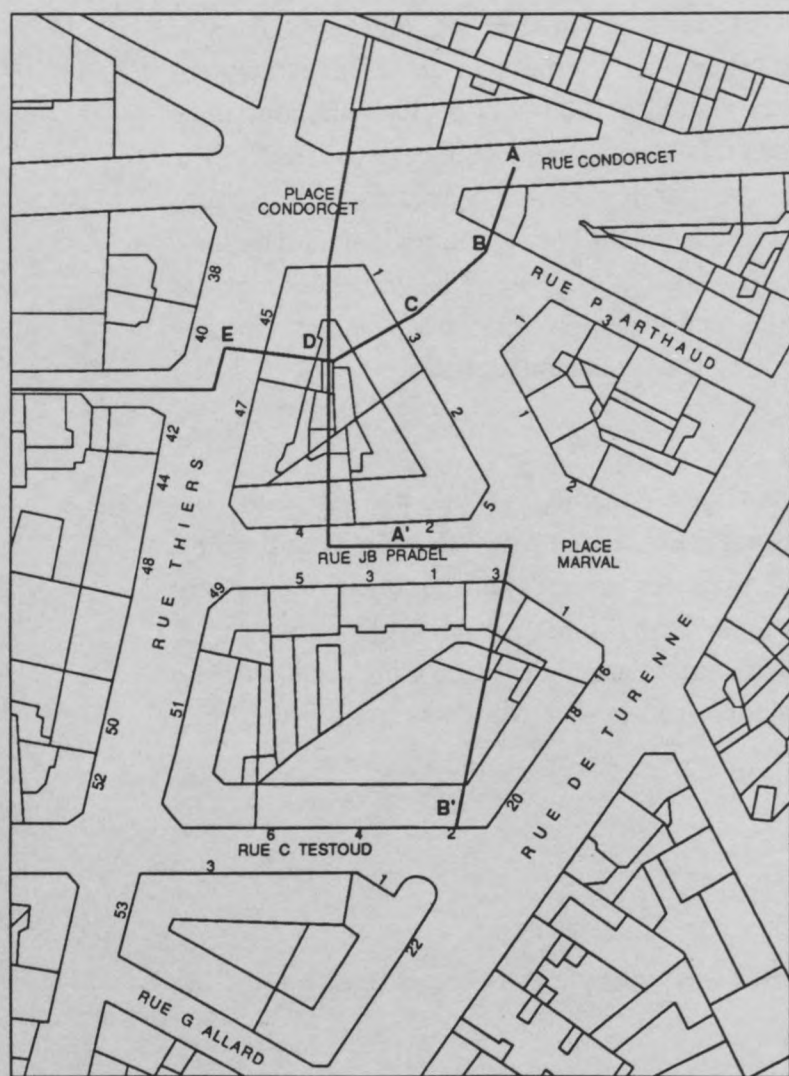 A
RUE CONDORCET
PLACE
CONDORCET
B
38
1
RUE P ARTHAUD
45
C
E
D
40
3
1
3
47
2
1
42
44
2
5
RUE THIERS
A'
4
2
RUE JB PRADEL
PLACE
MARVAL
48
49
5
3
1
3
1
16
51
18
50
RUE DE TURENNE
52
B'
20
6
4
2
RUE C TESTOUD
3
1
53
22
RUE G ALLARD